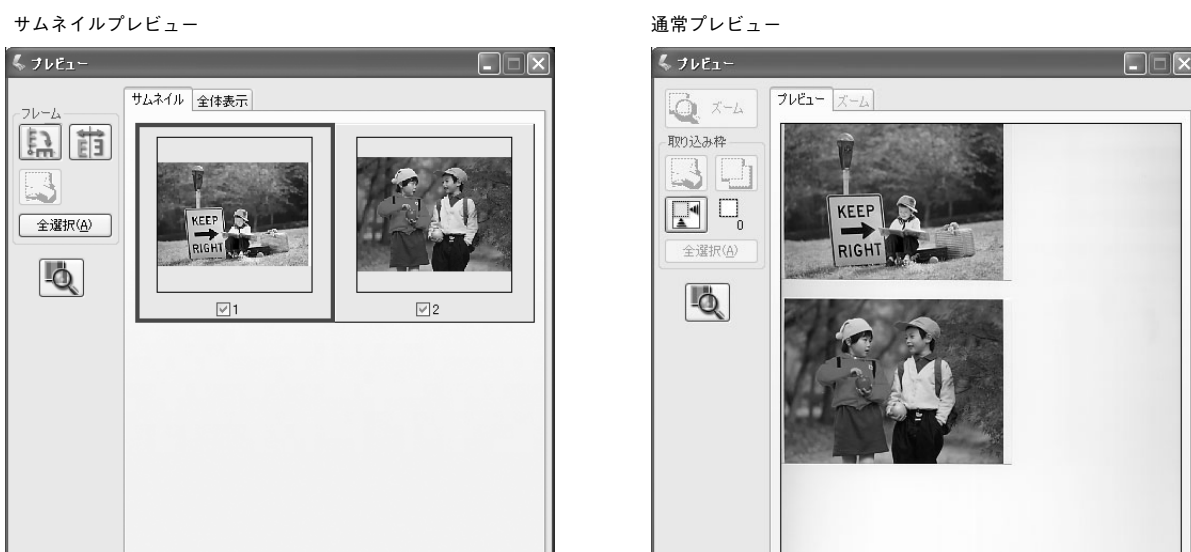 サムネイルプレビュー
プレビュー
サムネイル 全体表示
フレーム
全選択(A)
KEEP
RIGHT
1
2
通常プレビュー
プレビュー
ズーム
プレビュー ズーム
取り込み枠
0
全選択(A)
KEEP
RIGHT